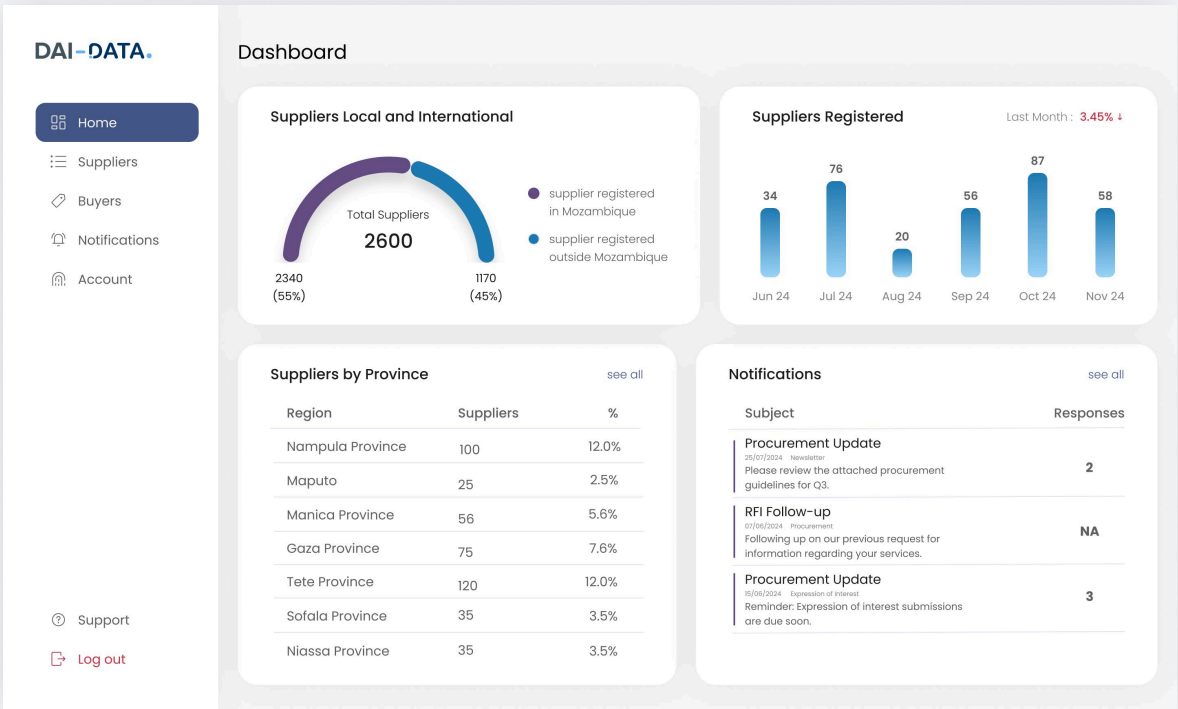 DAI-DATA.
Home
Suppliers
Buyers
Notifications
Account
Support
Log out
Dashboard
Suppliers Local and International
Total Suppliers
2600
2340
(55%)
1170
(45%)
supplier registered
in Mozambique
supplier registered
outside Mozambique
Suppliers Registered
Last Month : 3.45% ↓
34
76
20
56
87
58
Jun 24
Jul 24
Aug 24
Sep 24
Oct 24
Nov 24
Suppliers by Province
see all
Region Suppliers %
Nampula Province 100 12.0%
Maputo 25 2.5%
Manica Province 56 5.6%
Gaza Province 75 7.6%
Tete Province 120 12.0%
Sofala Province 35 3.5%
Niassa Province 35 3.5%
Notifications
see all
Subject Responses
Procurement Update
25/07/2024 Newsletter
Please review the attached procurement
guidelines for Q3.
2
RFI Follow-up
07/06/2024 Procurement
Following up on our previous request for
information regarding your services.
NA
Procurement Update
15/06/2024 Expression of Interest
Reminder: Expression of interest submissions
are due soon.
3